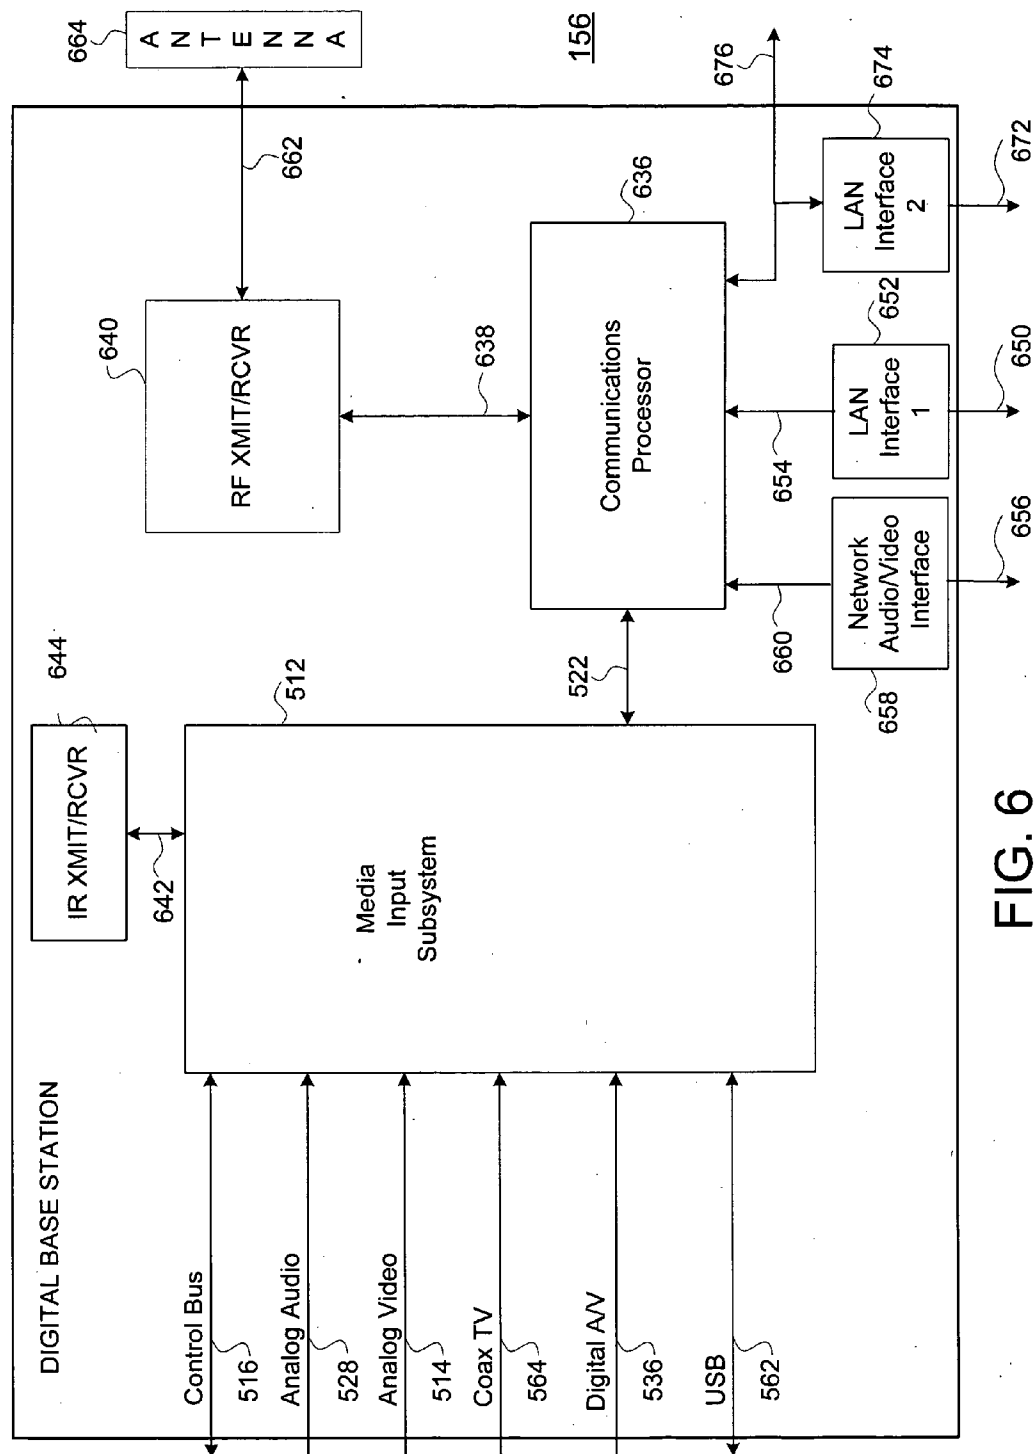 DIGITAL BASE STATION
Control Bus
516
Analog Audio
528
Analog Video
514
Coax TV
564
Digital A/V
536
USB
562
IR XMIT/RCVR
644
642
Media
Input
Subsystem
512
522
RF XMIT/RCVR
640
638
Communications
Processor
636
662
A N T E N N A
664
156
Network
Audio/Video
Interface
658
660
656
LAN
Interface
1
652
654
650
LAN
Interface
2
674
676
672
FIG. 6